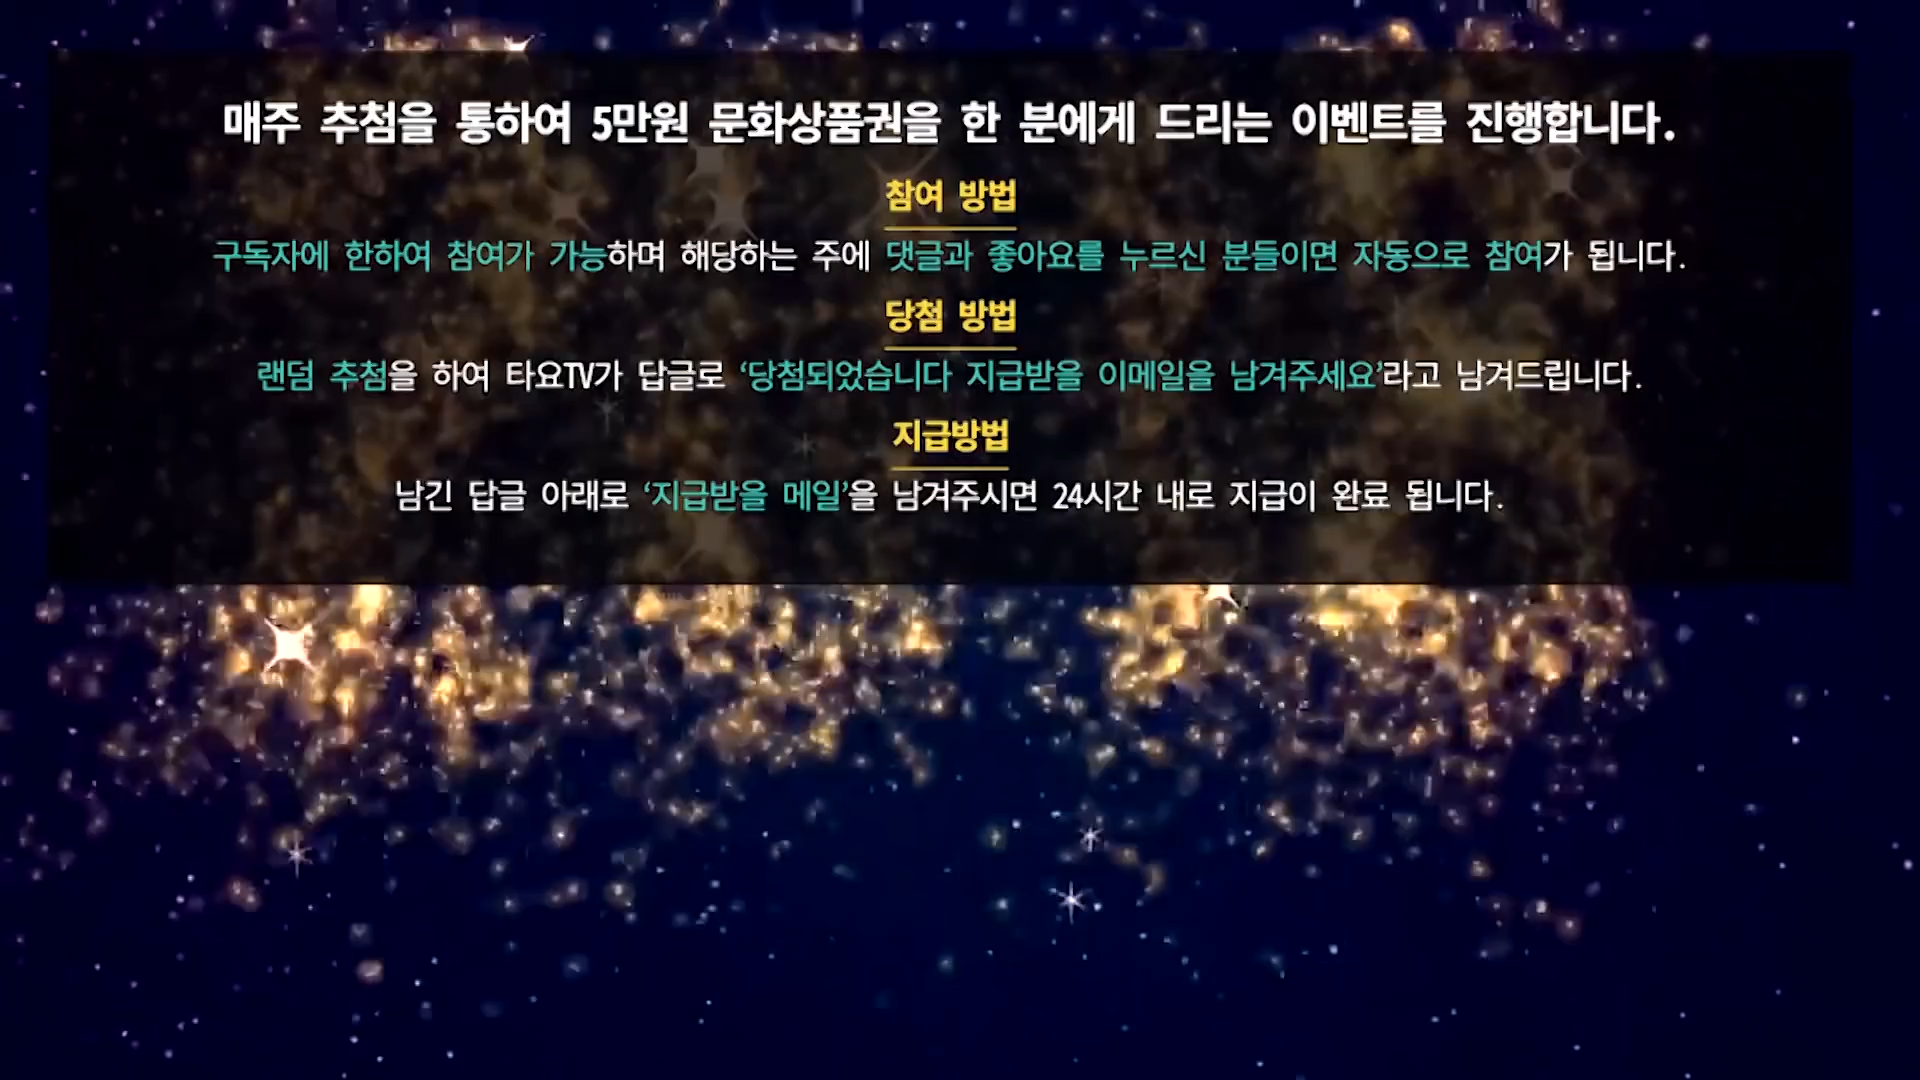 매주 추첨을 통하여 5만원 문화상품권을 한 분에게 드리는 이벤트를 진행합니다.
참여 방법
구독자에 한하여 참여가 가능하며 해당하는 주에 댓글과 좋아요를 누르신 분들이면 자동으로 참여가 됩니다.
당첨 방법
랜덤 추첨을 하여 타요TV가 답글로 ‘당첨되었습니다 지급받을 이메일을 남겨주세요’라고 남겨드립니다.
지급방법
남긴 답글 아래로 ‘지급받을 메일’을 남겨주시면 24시간 내로 지급이 완료 됩니다.